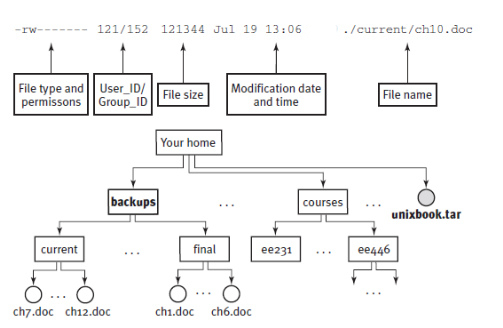 -rw------- 121/152 121344 Jul 19 13:06 ./current/ch10.doc
File type and permissons
User_ID/ Group_ID
File size
Modification date and time
File name
Your home
backups ... courses ... unixbook.tar
current ... final ee231 ... ee446
ch7.doc ... ch12.doc ch1.doc ... ch6.doc ...